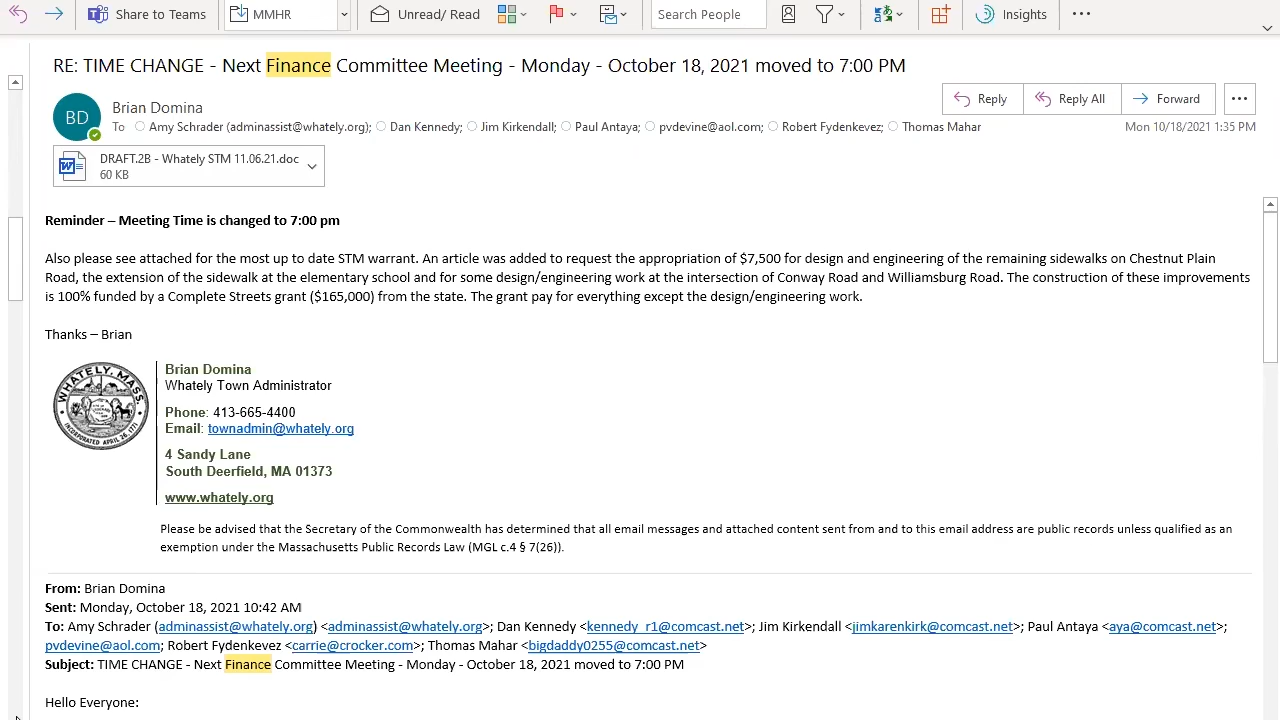 Share to Teams MMHR Unread/ Read Search People Insights
RE: TIME CHANGE - Next Finance Committee Meeting - Monday - October 18, 2021 moved to 7:00 PM
BD Brian Domina
Reply Reply All Forward
To Amy Schrader (adminassist@whately.org); Dan Kennedy; Jim Kirkendall; Paul Antaya; pvdevine@aol.com; Robert Fydenkevez; Thomas Mahar
Mon 10/18/2021 1:35 PM
DRAFT.2B - Whately STM 11.06.21.doc
60 KB
Reminder – Meeting Time is changed to 7:00 pm
Also please see attached for the most up to date STM warrant. An article was added to request the appropriation of $7,500 for design and engineering of the remaining sidewalks on Chestnut Plain
Road, the extension of the sidewalk at the elementary school and for some design/engineering work at the intersection of Conway Road and Williamsburg Road. The construction of these improvements
is 100% funded by a Complete Streets grant ($165,000) from the state. The grant pay for everything except the design/engineering work.
Thanks – Brian
WHATELY, MASS.
INCORPORATED APRIL 24, 1771
Brian Domina
Whately Town Administrator
Phone: 413-665-4400
Email: townadmin@whately.org
4 Sandy Lane
South Deerfield, MA 01373
www.whately.org
Please be advised that the Secretary of the Commonwealth has determined that all email messages and attached content sent from and to this email address are public records unless qualified as an
exemption under the Massachusetts Public Records Law (MGL c.4 § 7(26)).
From: Brian Domina
Sent: Monday, October 18, 2021 10:42 AM
To: Amy Schrader (adminassist@whately.org) <adminassist@whately.org>; Dan Kennedy <kennedy_r1@comcast.net>; Jim Kirkendall <jimkarenkirk@comcast.net>; Paul Antaya <aya@comcast.net>;
pvdevine@aol.com; Robert Fydenkevez <carrie@crocker.com>; Thomas Mahar <bigdaddy0255@comcast.net>
Subject: TIME CHANGE - Next Finance Committee Meeting - Monday - October 18, 2021 moved to 7:00 PM
Hello Everyone: